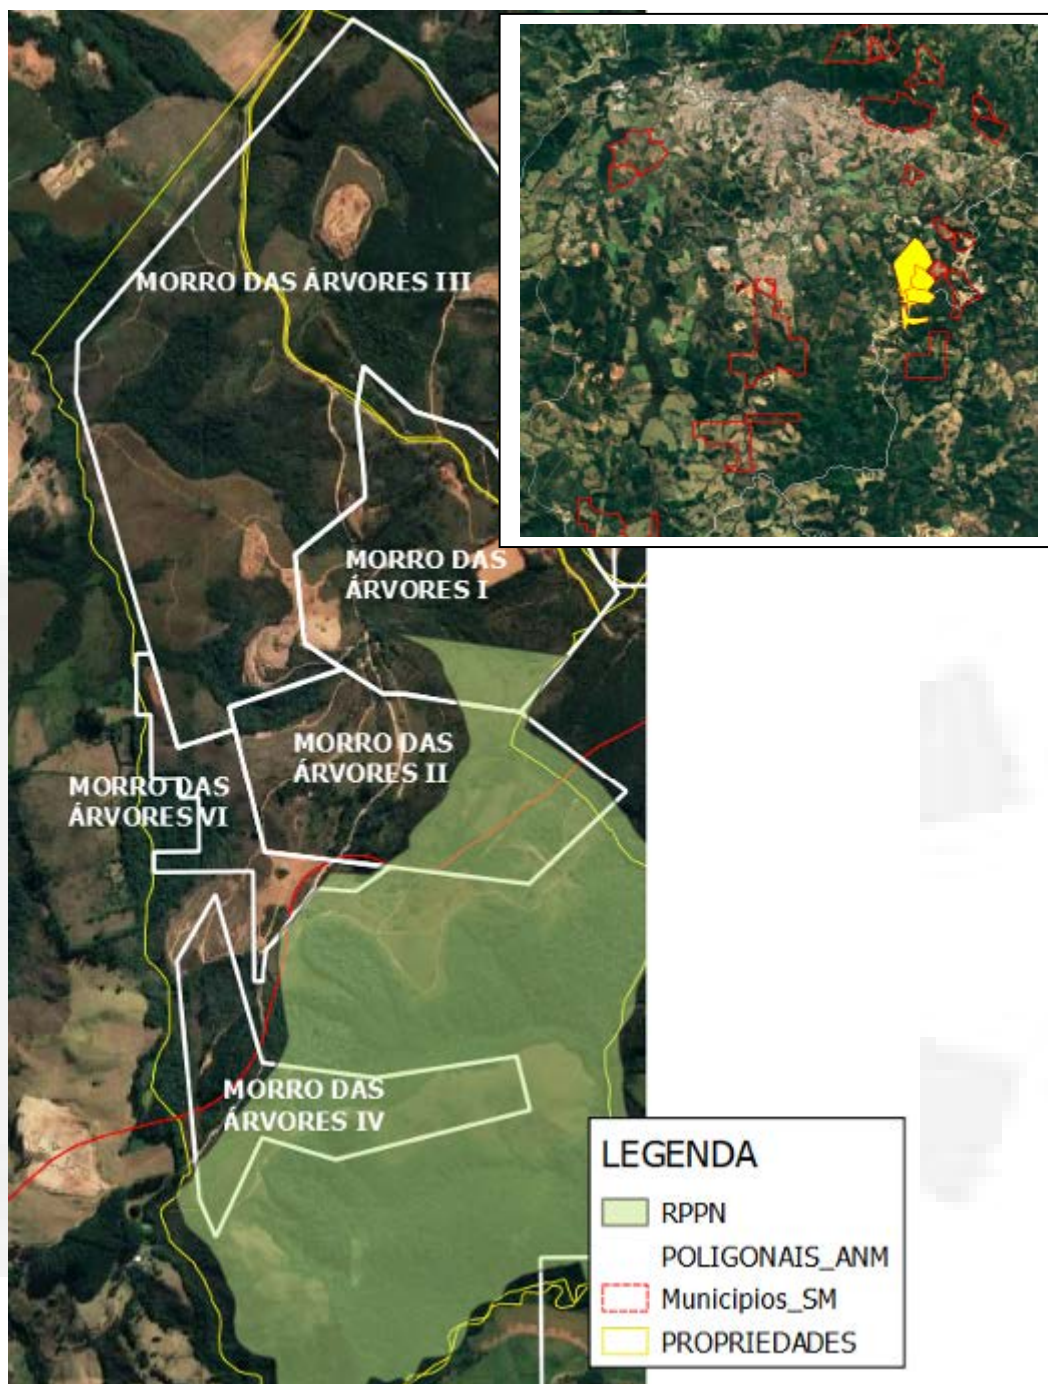 MORRO DAS ÁRVORES III
MORRO DAS
ÁRVORES I
MORRO DAS
ÁRVORES II
MORRO DAS
ÁRVORES VI
MORRO DAS
ÁRVORES IV
LEGENDA
RPPN
POLIGONAIS_ANM
Municipios_SM
PROPRIEDADES